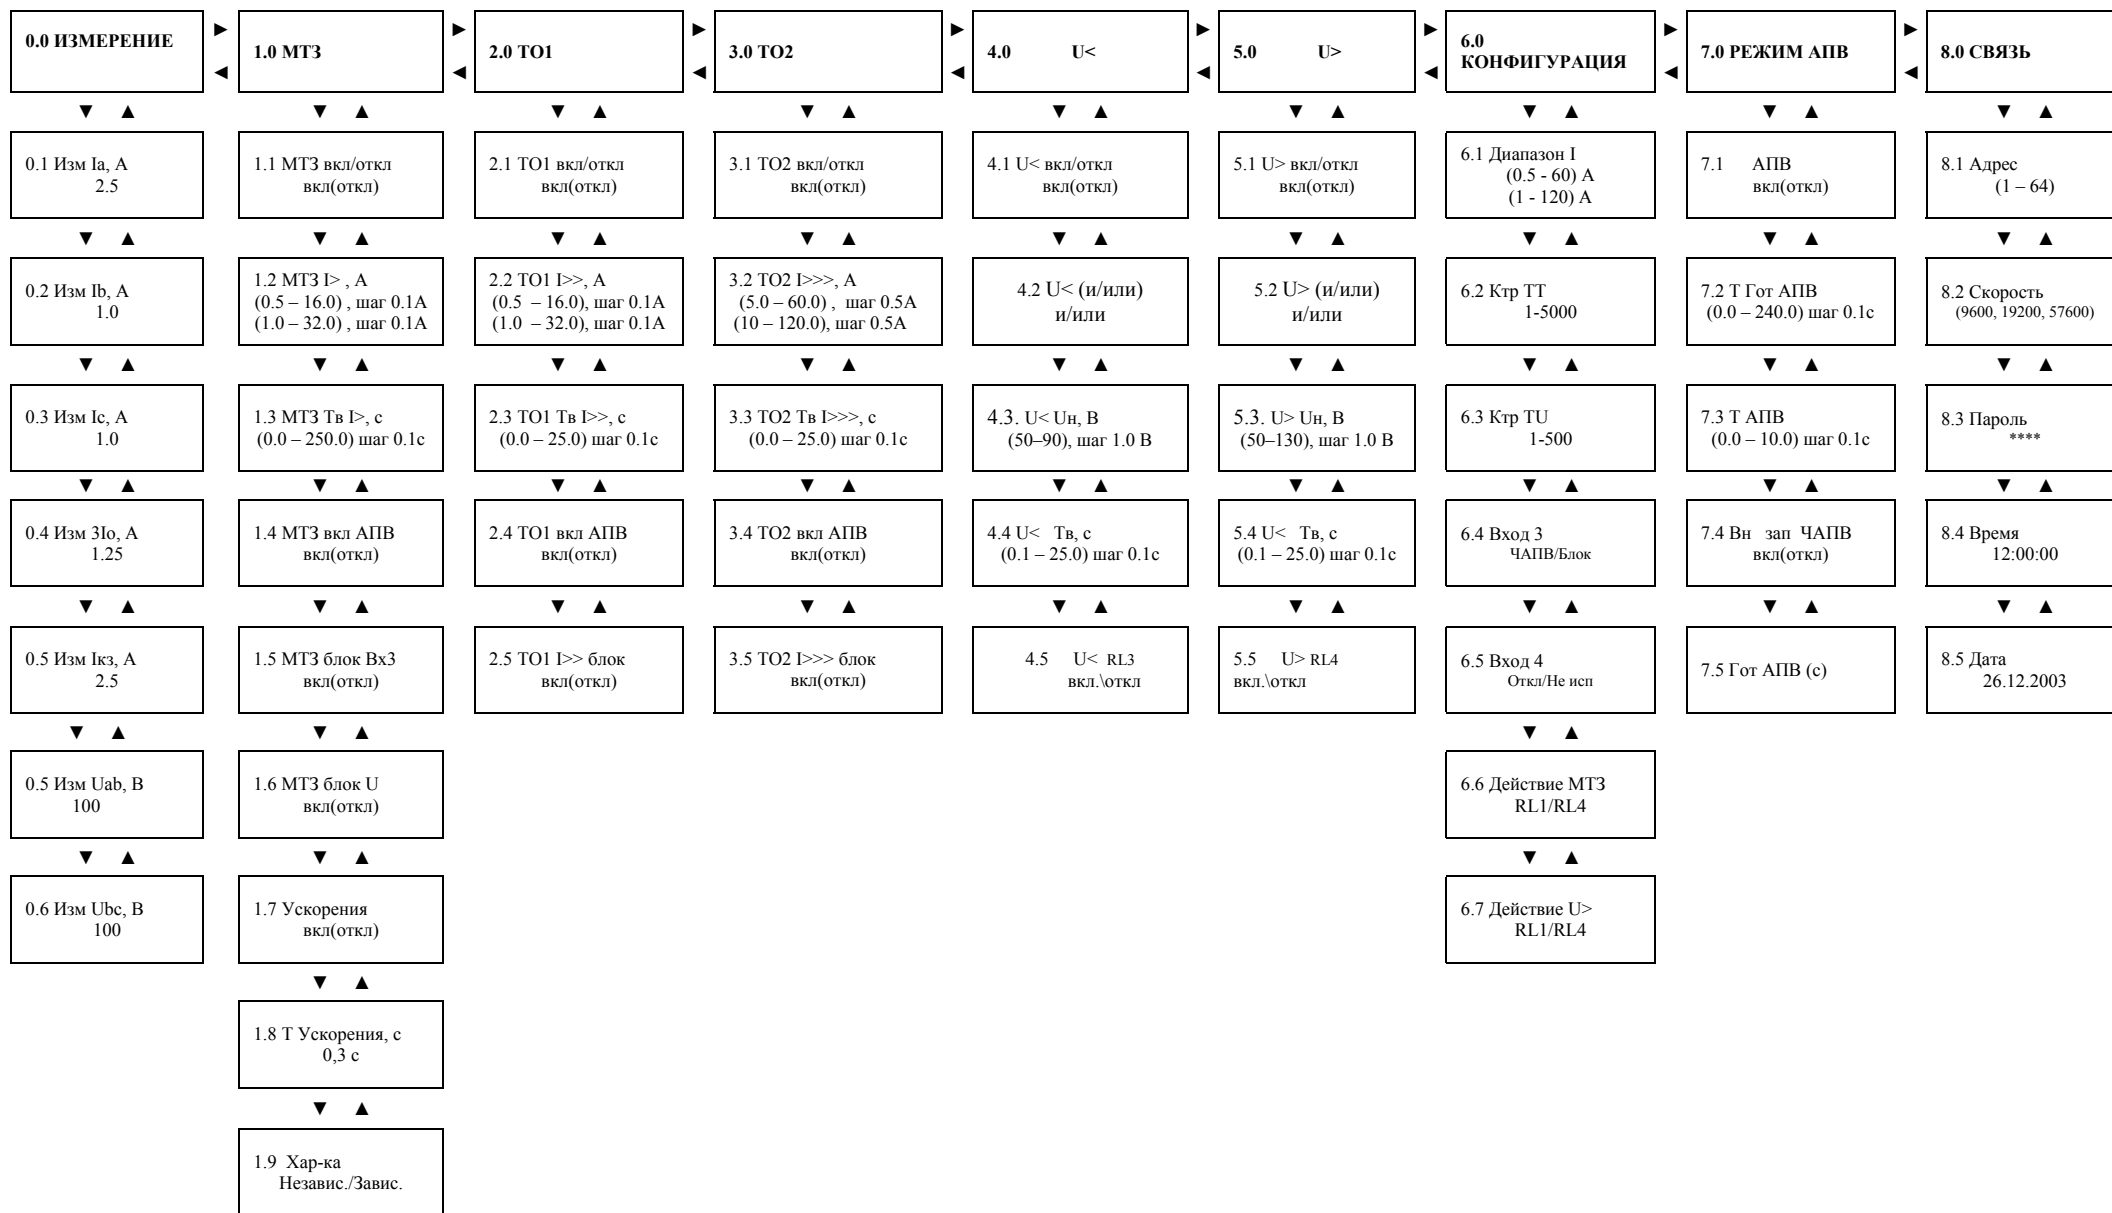 0.0 ИЗМЕРЕНИЕ
1.0 МТЗ
2.0 ТО1
3.0 ТО2
4.0 U<
5.0 U>
6.0
КОНФИГУРАЦИЯ
7.0 РЕЖИМ АПВ
8.0 СВЯЗЬ
0.1 Изм Ia, А
2.5
1.1 МТЗ вкл/откл
вкл(откл)
2.1 ТО1 вкл/откл
вкл(откл)
3.1 ТО2 вкл/откл
вкл(откл)
4.1 U< вкл/откл
вкл(откл)
5.1 U> вкл/откл
вкл(откл)
6.1 Диапазон I
(0.5 - 60) А
(1 - 120) А
7.1 АПВ
вкл(откл)
8.1 Адрес
(1 – 64)
0.2 Изм Ib, А
1.0
1.2 МТЗ I> , А
(0.5 – 16.0) , шаг 0.1А
(1.0 – 32.0) , шаг 0.1А
2.2 ТО1 I>>, А
(0.5 – 16.0), шаг 0.1А
(1.0 – 32.0), шаг 0.1А
3.2 ТО2 I>>>, А
(5.0 – 60.0) , шаг 0.5А
(10 – 120.0), шаг 0.5А
4.2 U< (и/или)
и/или
5.2 U> (и/или)
и/или
6.2 Ктр ТТ
1-5000
7.2 Т Гот АПВ
(0.0 – 240.0) шаг 0.1с
8.2 Скорость
(9600, 19200, 57600)
0.3 Изм Ic, А
1.0
1.3 МТЗ Тв I>, с
(0.0 – 250.0) шаг 0.1с
2.3 ТО1 Тв I>>, с
(0.0 – 25.0) шаг 0.1с
3.3 ТО2 Тв I>>>, с
(0.0 – 25.0) шаг 0.1с
4.3. U< Uн, В
(50–90), шаг 1.0 В
5.3. U> Uн, В
(50–130), шаг 1.0 В
6.3 Ктр TU
1-500
7.3 Т АПВ
(0.0 – 10.0) шаг 0.1с
8.3 Пароль
****
0.4 Изм 3Io, А
1.25
1.4 МТЗ вкл АПВ
вкл(откл)
2.4 ТО1 вкл АПВ
вкл(откл)
3.4 ТО2 вкл АПВ
вкл(откл)
4.4 U< Тв, с
(0.1 – 25.0) шаг 0.1с
5.4 U< Тв, с
(0.1 – 25.0) шаг 0.1с
6.4 Вход 3
ЧАПВ/Блок
7.4 Вн зап ЧАПВ
вкл(откл)
8.4 Время
12:00:00
0.5 Изм Iкз, А
2.5
1.5 МТЗ блок Вх3
вкл(откл)
2.5 ТО1 I>> блок
вкл(откл)
3.5 ТО2 I>>> блок
вкл(откл)
4.5 U< RL3
вкл.\откл
5.5 U> RL4
вкл.\откл
6.5 Вход 4
Откл/Не исп
7.5 Гот АПВ (с)
8.5 Дата
26.12.2003
0.5 Изм Uab, В
100
1.6 МТЗ блок U
вкл(откл)
6.6 Действие МТЗ
RL1/RL4
0.6 Изм Ubc, В
100
1.7 Ускорения
вкл(откл)
6.7 Действие U>
RL1/RL4
1.8 Т Ускорения, с
0,3 с
1.9 Хар-ка
Независ./Завис.